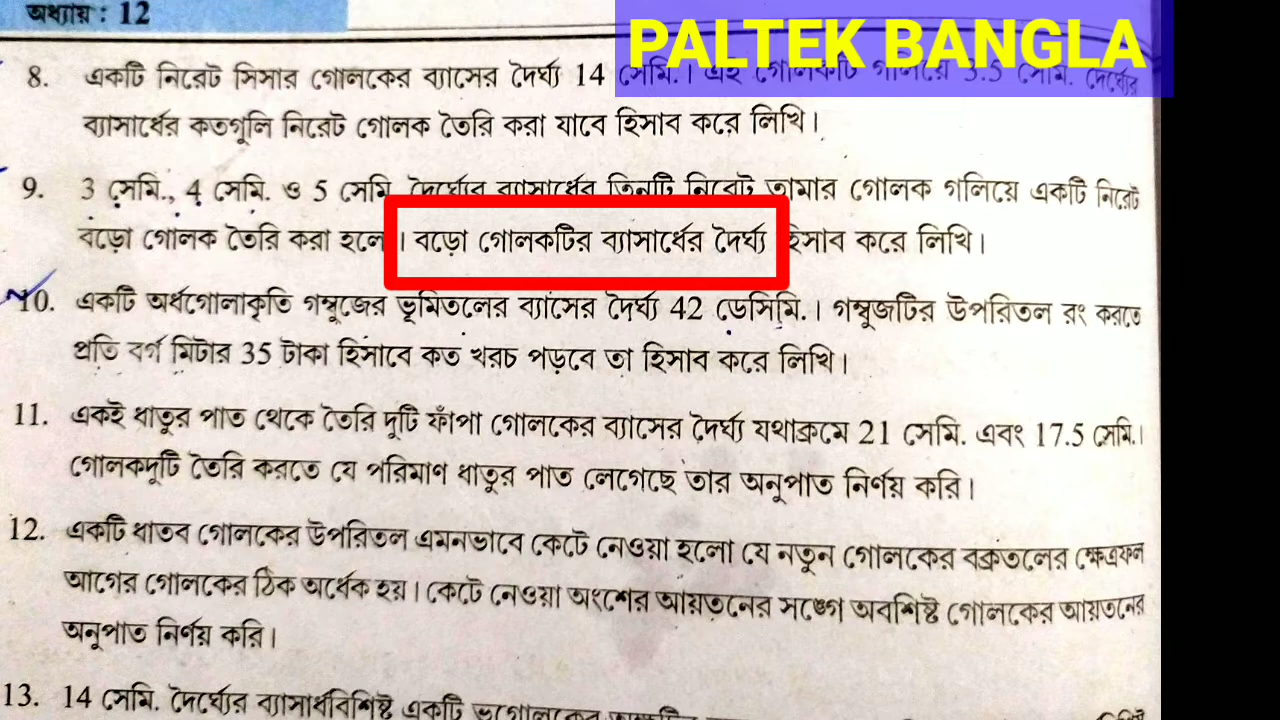 অধ্যায় : 12
PALTEK BANGLA
8. একটি নিরেট সিসার গোলকের ব্যাসের দৈর্ঘ্য 14 সেমি.। এই গোলকটি গলিয়ে 3.5 সেমি. দৈর্ঘ্যের
ব্যাসার্ধের কতগুলি নিরেট গোলক তৈরি করা যাবে হিসাব করে লিখি।
9. 3 সেমি., 4 সেমি. ও 5 সেমি. দৈর্ঘ্যের ব্যাসার্ধের তিনটি নিরেট তামার গোলক গলিয়ে একটি নিরেট
বড়ো গোলক তৈরি করা হলো। বড়ো গোলকটির ব্যাসার্ধের দৈর্ঘ্য হিসাব করে লিখি।
10. একটি অর্ধগোলাকৃতি গম্বুজের ভূমিতলের ব্যাসের দৈর্ঘ্য 42 ডেসিমি.। গম্বুজটির উপরিতল রং করতে
প্রতি বর্গ মিটার 35 টাকা হিসাবে কত খরচ পড়বে তা হিসাব করে লিখি।
11. একই ধাতুর পাত থেকে তৈরি দুটি ফাঁপা গোলকের ব্যাসের দৈর্ঘ্য যথাক্রমে 21 সেমি. এবং 17.5 সেমি.।
গোলকদুটি তৈরি করতে যে পরিমাণ ধাতুর পাত লেগেছে তার অনুপাত নির্ণয় করি।
12. একটি ধাতব গোলকের উপরিতল এমনভাবে কেটে নেওয়া হলো যে নতুন গোলকের বক্রতলের ক্ষেত্রফল
আগের গোলকের ঠিক অর্ধেক হয়। কেটে নেওয়া অংশের আয়তনের সঙ্গে অবশিষ্ট গোলকের আয়তনের
অনুপাত নির্ণয় করি।
13. 14 সেমি. দৈর্ঘ্যের ব্যাসার্ধবিশিষ্ট একটি ভূগোলকের